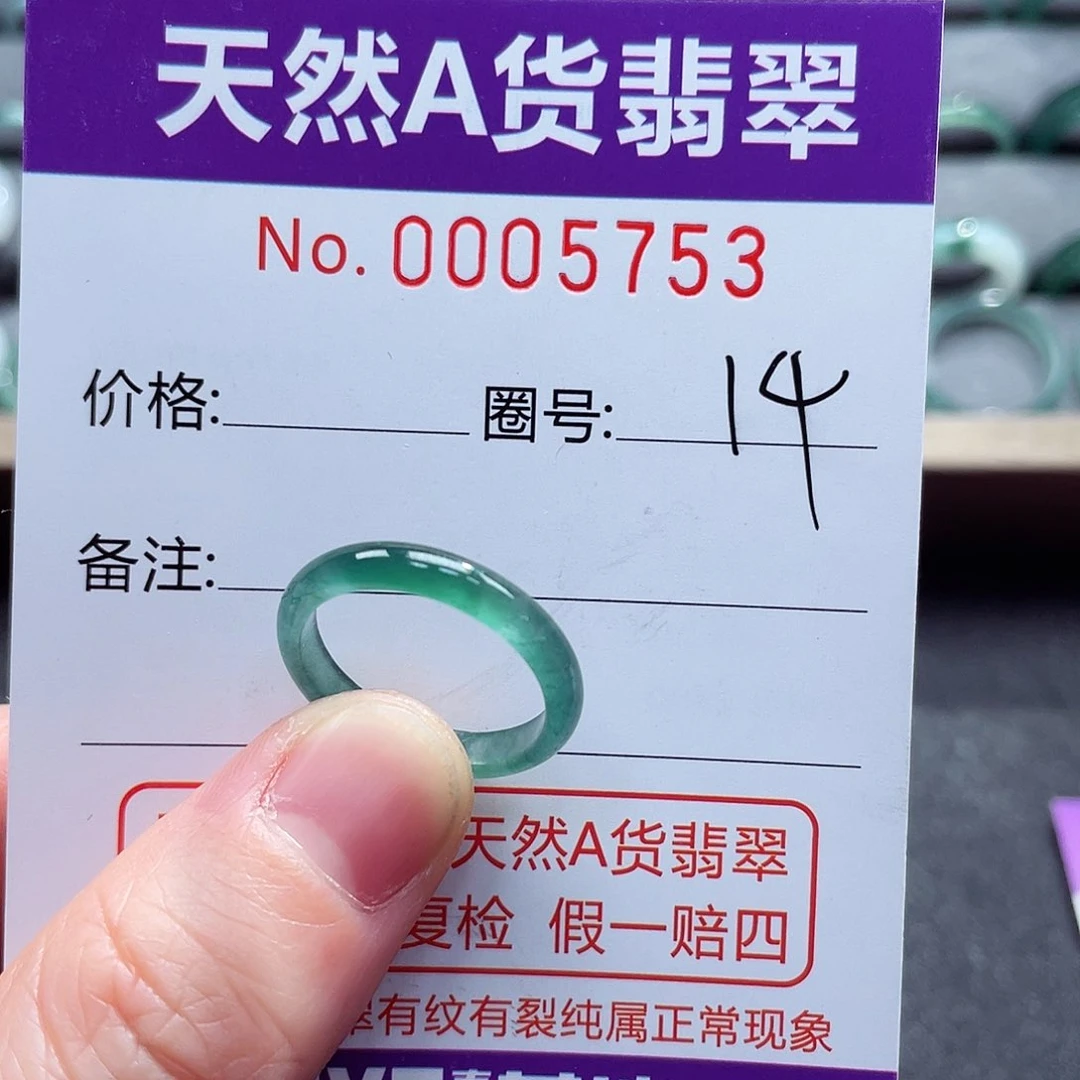 天然A货翡翠
No. 0005753
价格: 圈号: 14
备注:
天然A货翡翠
复检 假一赔四
有纹有裂纯属正常现象